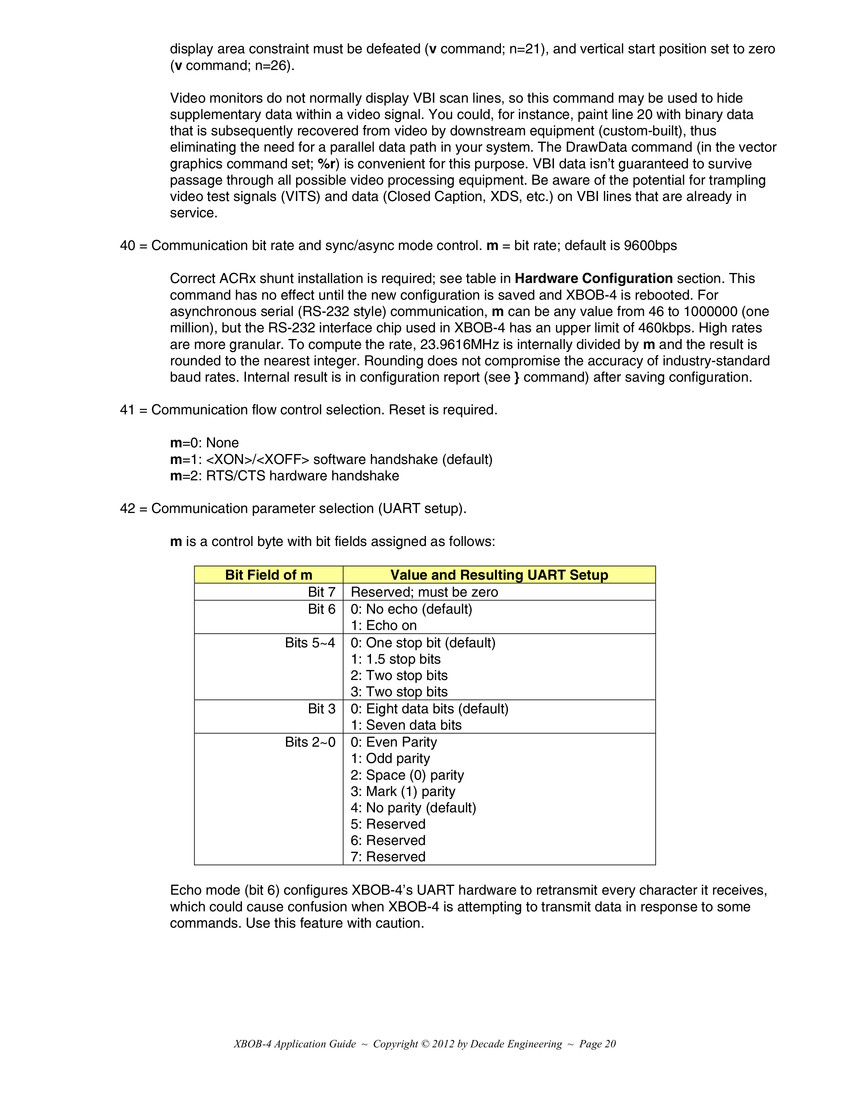 display area constraint must be defeated (v command; n=21), and vertical start position set to zero
(v command; n=26).
Video monitors do not normally display VBI scan lines, so this command may be used to hide
supplementary data within a video signal. You could, for instance, paint line 20 with binary data
that is subsequently recovered from video by downstream equipment (custom-built), thus
eliminating the need for a parallel data path in your system. The DrawData command (in the vector
graphics command set; %r) is convenient for this purpose. VBI data isn't guaranteed to survive
passage through all possible video processing equipment. Be aware of the potential for trampling
video test signals (VITS) and data (Closed Caption, XDS, etc.) on VBI lines that are already in
service.
40 = Communication bit rate and sync/async mode control. m = bit rate; default is 9600bps
Correct ACRx shunt installation is required; see table in Hardware Configuration section. This
command has no effect until the new configuration is saved and XBOB-4 is rebooted. For
asynchronous serial (RS-232 style) communication, m can be any value from 46 to 1000000 (one
million), but the RS-232 interface chip used in XBOB-4 has an upper limit of 460kbps. High rates
are more granular. To compute the rate, 23.9616MHz is internally divided by m and the result is
rounded to the nearest integer. Rounding does not compromise the accuracy of industry-standard
baud rates. Internal result is in configuration report (see } command) after saving configuration.
41 = Communication flow control selection. Reset is required.
m=0: None
m=1: <XON>/<XOFF> software handshake (default)
m=2: RTS/CTS hardware handshake
42 = Communication parameter selection (UART setup).
m is a control byte with bit fields assigned as follows:
Bit Field of m Value and Resulting UART Setup
Bit 7 Reserved; must be zero
Bit 6 0: No echo (default)
1: Echo on
Bits 5~4 0: One stop bit (default)
1: 1.5 stop bits
2: Two stop bits
3: Two stop bits
Bit 3 0: Eight data bits (default)
1: Seven data bits
Bits 2~0 0: Even Parity
1: Odd parity
2: Space (0) parity
3: Mark (1) parity
4: No parity (default)
5: Reserved
6: Reserved
7: Reserved
Echo mode (bit 6) configures XBOB-4's UART hardware to retransmit every character it receives,
which could cause confusion when XBOB-4 is attempting to transmit data in response to some
commands. Use this feature with caution.
XBOB-4 Application Guide ~ Copyright © 2012 by Decade Engineering ~ Page 20